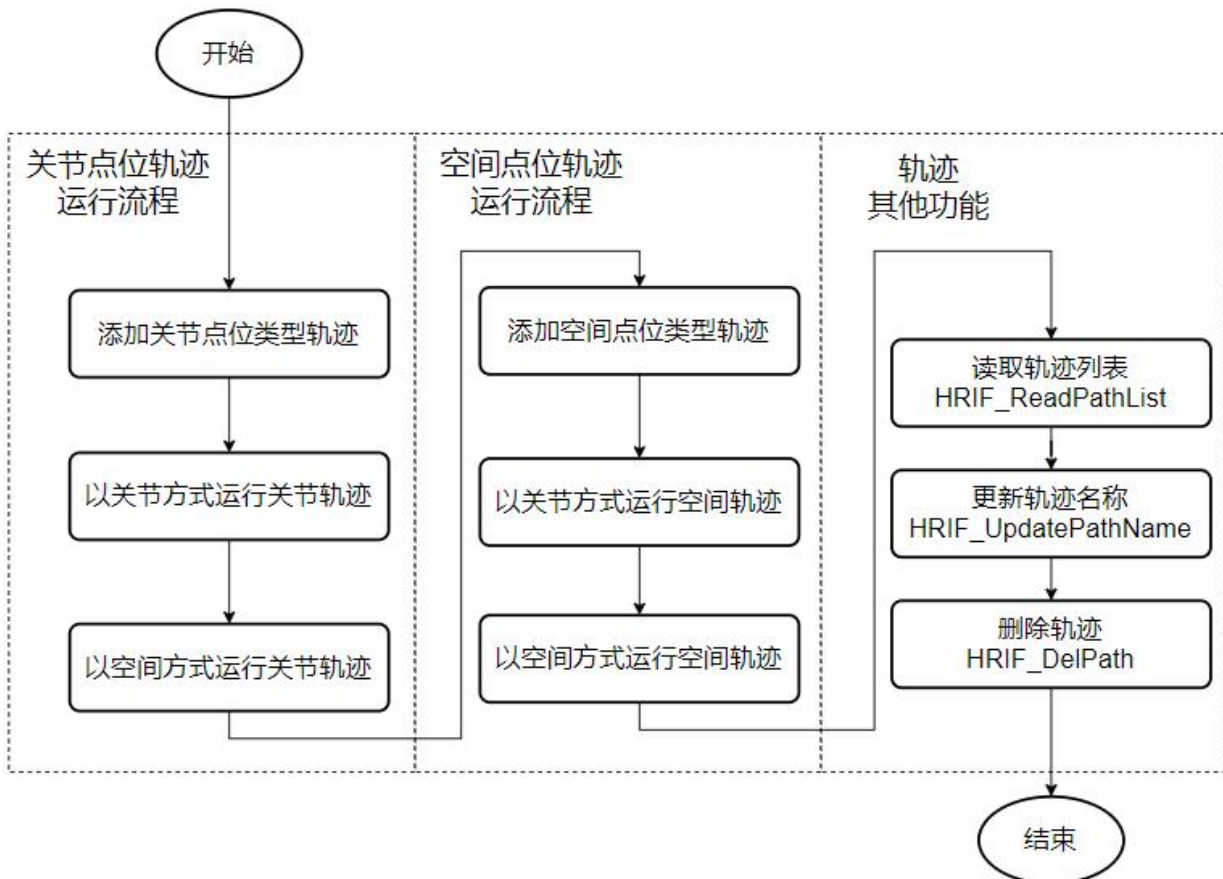 开始
关节点位轨迹
运行流程
添加关节点位类型轨迹
以关节方式运行关节轨迹
以空间方式运行关节轨迹
空间点位轨迹
运行流程
添加空间点位类型轨迹
以关节方式运行空间轨迹
以空间方式运行空间轨迹
轨迹
其他功能
读取轨迹列表
HRIF_ReadPathList
更新轨迹名称
HRIF_UpdatePathName
删除轨迹
HRIF_DelPath
结束